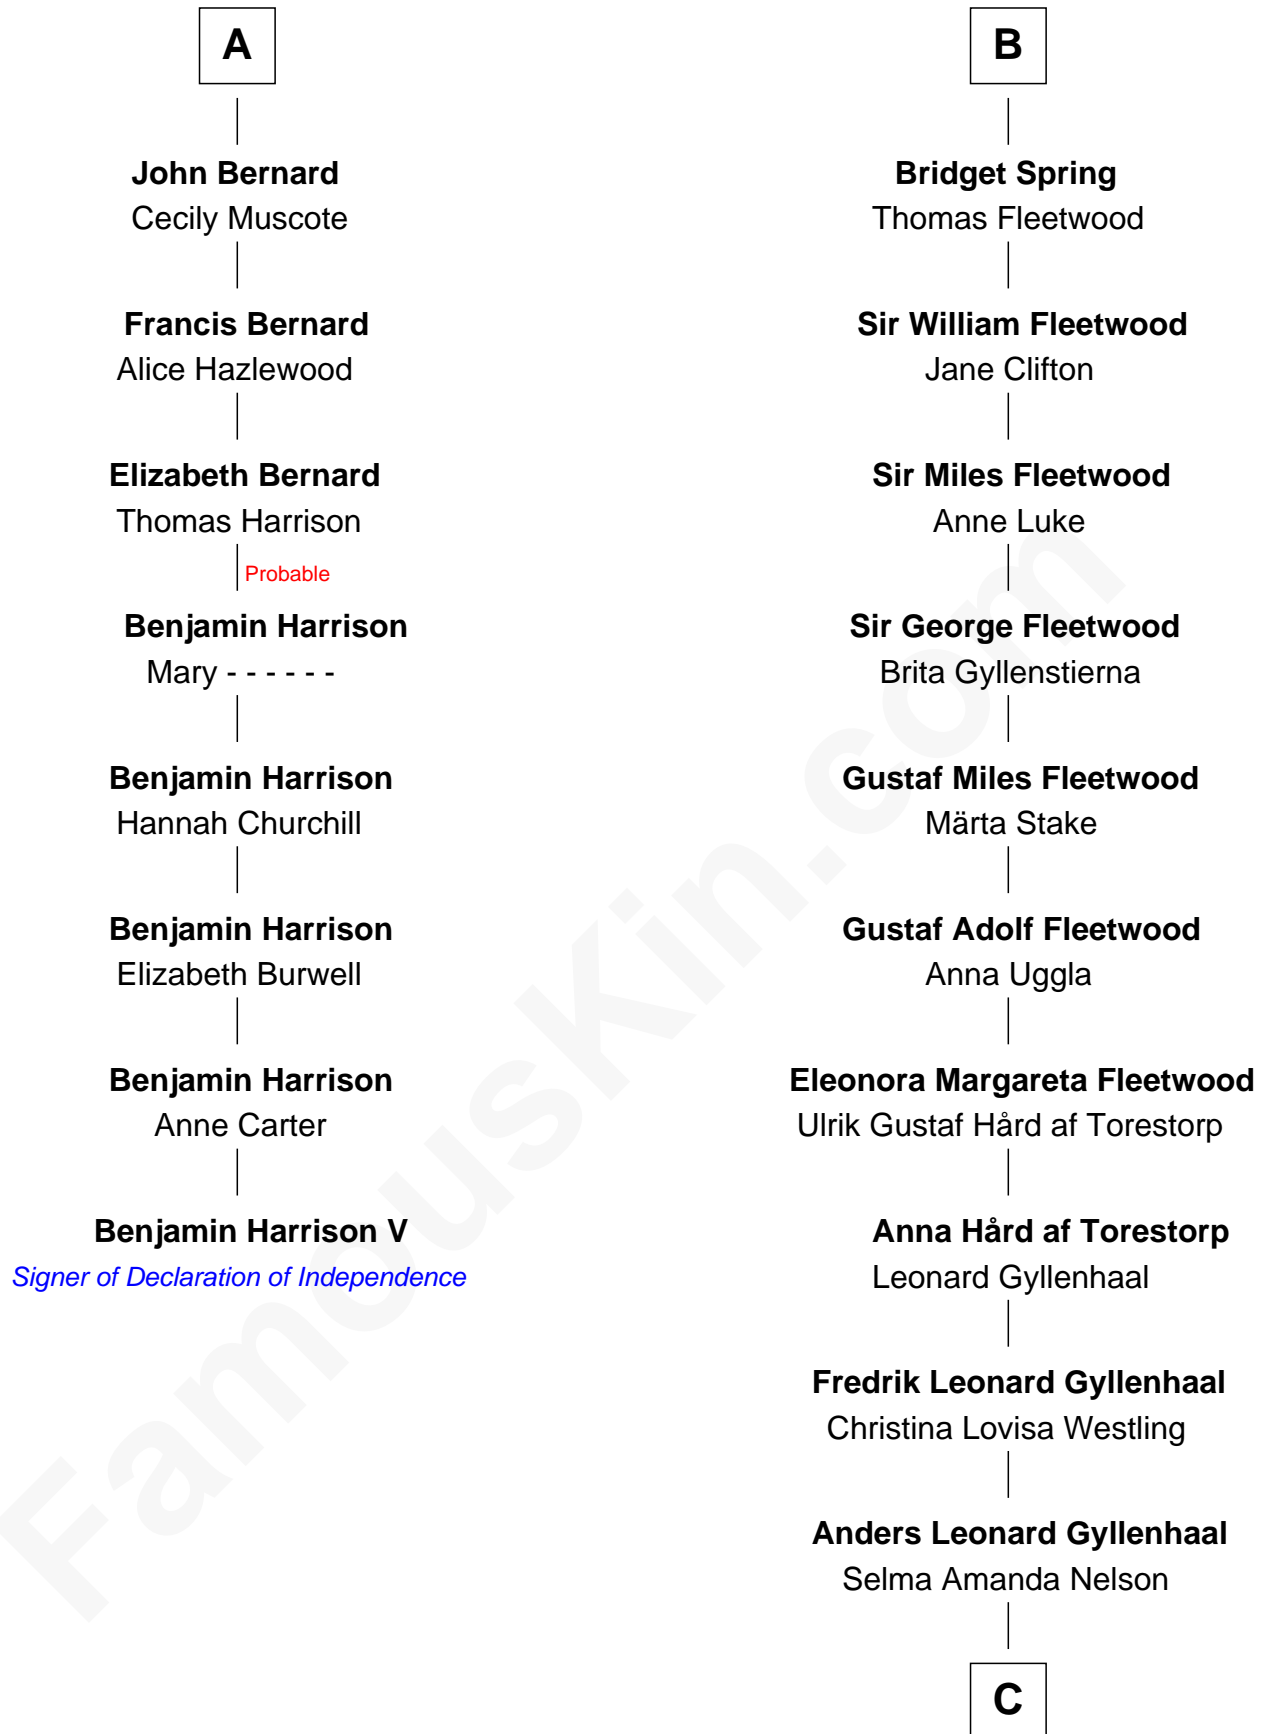 A
John Bernard
Cecily Muscote
Francis Bernard
Alice Hazlewood
Elizabeth Bernard
Thomas Harrison
Probable
Benjamin Harrison
Mary - - - - - -
Benjamin Harrison
Hannah Churchill
Benjamin Harrison
Elizabeth Burwell
Benjamin Harrison
Anne Carter
Benjamin Harrison V
Signer of Declaration of Independence
B
Bridget Spring
Thomas Fleetwood
Sir William Fleetwood
Jane Clifton
Sir Miles Fleetwood
Anne Luke
Sir George Fleetwood
Brita Gyllenstierna
Gustaf Miles Fleetwood
Märta Stake
Gustaf Adolf Fleetwood
Anna Uggla
Eleonora Margareta Fleetwood
Ulrik Gustaf Hård af Torestorp
Anna Hård af Torestorp
Leonard Gyllenhaal
Fredrik Leonard Gyllenhaal
Christina Lovisa Westling
Anders Leonard Gyllenhaal
Selma Amanda Nelson
C
FamousKin.com